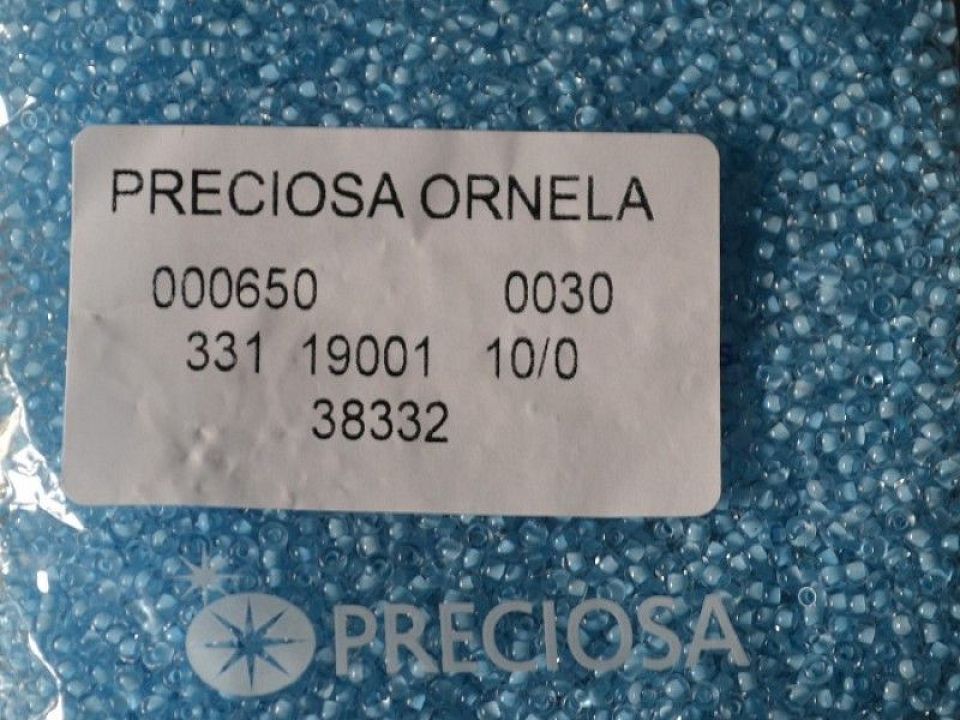 PRECIOSA ORNELA
000650 0030
331 19001 10/0
38332
PRECIOSA